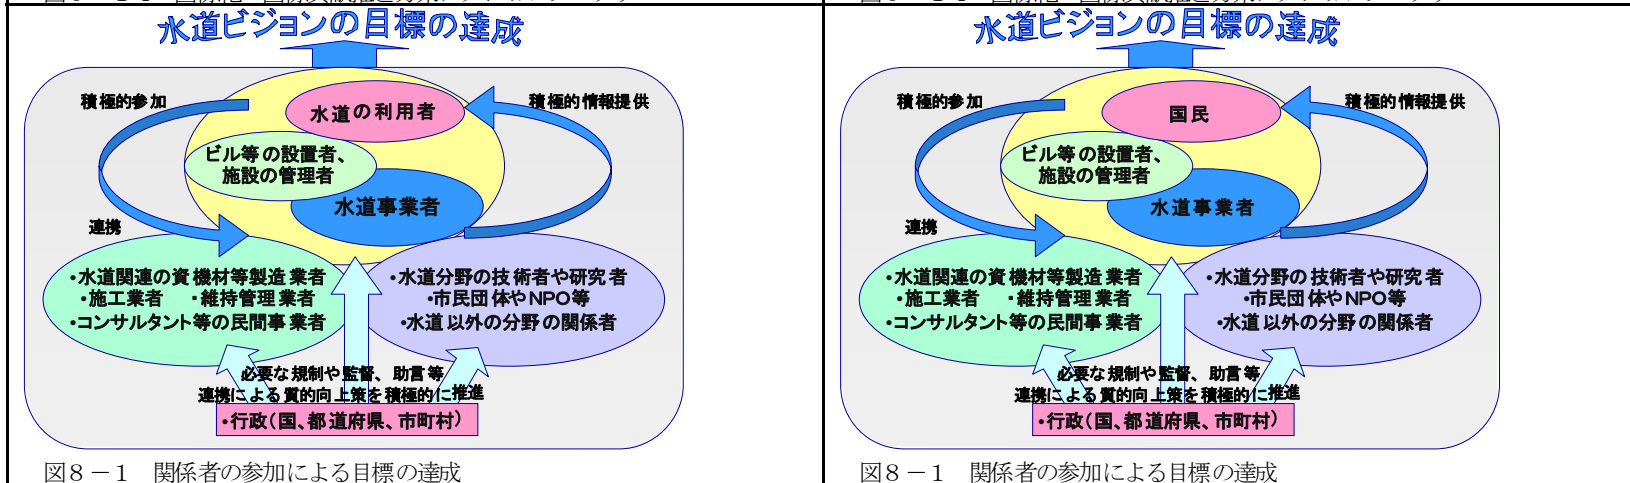 水道ビジョンの目標の達成
積極的参加
水道の利用者
積極的情報提供
ビル等の設置者、
施設の管理者
水道事業者
連携
・水道関連の資機材等製造業者
・施工業者　・維持管理業者
・コンサルタント等の民間事業者
・水道分野の技術者や研究者
・市民団体やNPO等
・水道以外の分野の関係者
必要な規制や監督、助言等
連携による質的向上策を積極的に推進
・行政(国、都道府県、市町村)
図８－１　関係者の参加による目標の達成
水道ビジョンの目標の達成
積極的参加
国民
積極的情報提供
ビル等の設置者、
施設の管理者
水道事業者
連携
・水道関連の資機材等製造業者
・施工業者　・維持管理業者
・コンサルタント等の民間事業者
・水道分野の技術者や研究者
・市民団体やNPO等
・水道以外の分野の関係者
必要な規制や監督、助言等
連携による質的向上策を積極的に推進
・行政(国、都道府県、市町村)
図８－１　関係者の参加による目標の達成